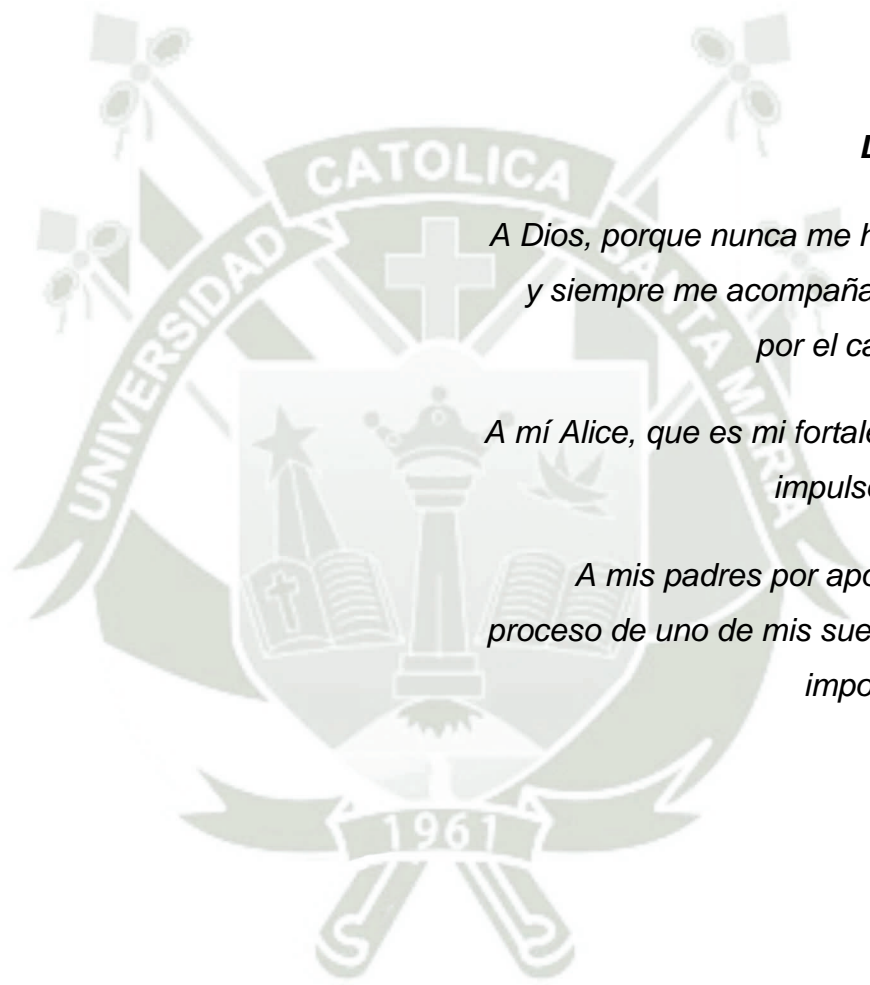 UNIVERSIDAD CATOLICA SANTA MARIA
A Dios, porque nunca me h
y siempre me acompaña
por el ca
A mí Alice, que es mi fortale
impulso
A mis padres por apo
proceso de uno de mis sue
impo
1961